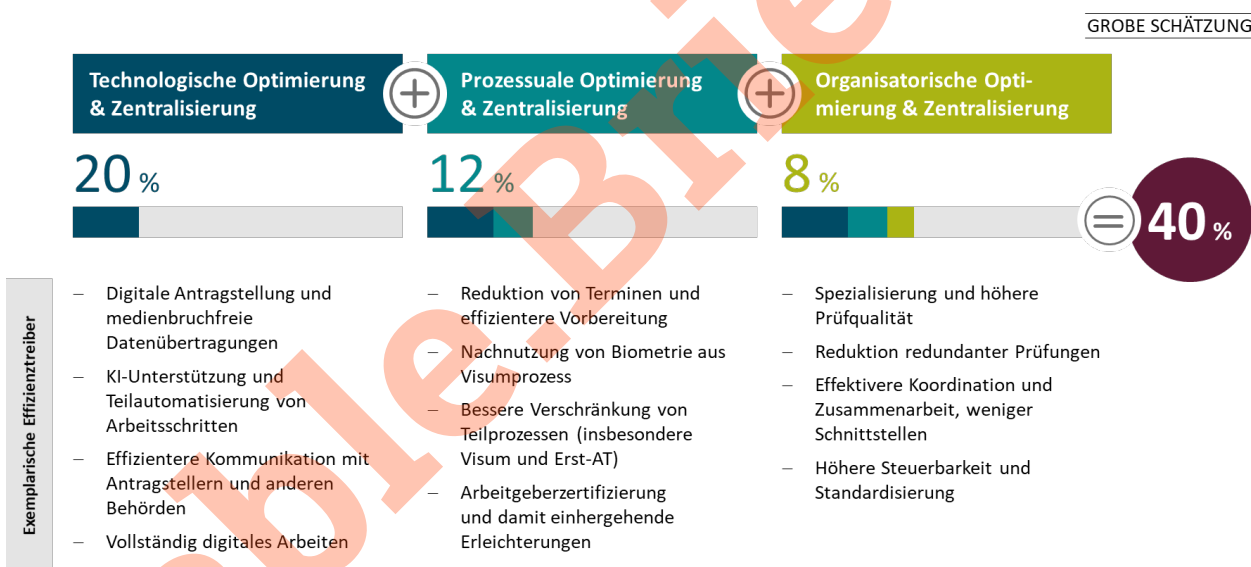 GROBE SCHÄTZUNG
Technologische Optimierung
& Zentralisierung
Prozessuale Optimierung
& Zentralisierung
Organisatorische Opti-
mierung & Zentralisierung
20 %
12 %
8 %
40 %
Exemplarische Effizienztreiber
– Digitale Antragstellung und
medienbruchfreie
Datenübertragungen
– KI-Unterstützung und
Teilautomatisierung von
Arbeitsschritten
– Effizientere Kommunikation mit
Antragstellern und anderen
Behörden
– Vollständig digitales Arbeiten
– Reduktion von Terminen und
effizientere Vorbereitung
– Nachnutzung von Biometrie aus
Visumprozess
– Bessere Verschränkung von
Teilprozessen (insbesondere
Visum und Erst-AT)
– Arbeitgeberzertifizierung
und damit einhergehende
Erleichterungen
– Spezialisierung und höhere
Prüfqualität
– Reduktion redundanter Prüfungen
– Effektivere Koordination und
Zusammenarbeit, weniger
Schnittstellen
– Höhere Steuerbarkeit und
Standardisierung
ble.Brie